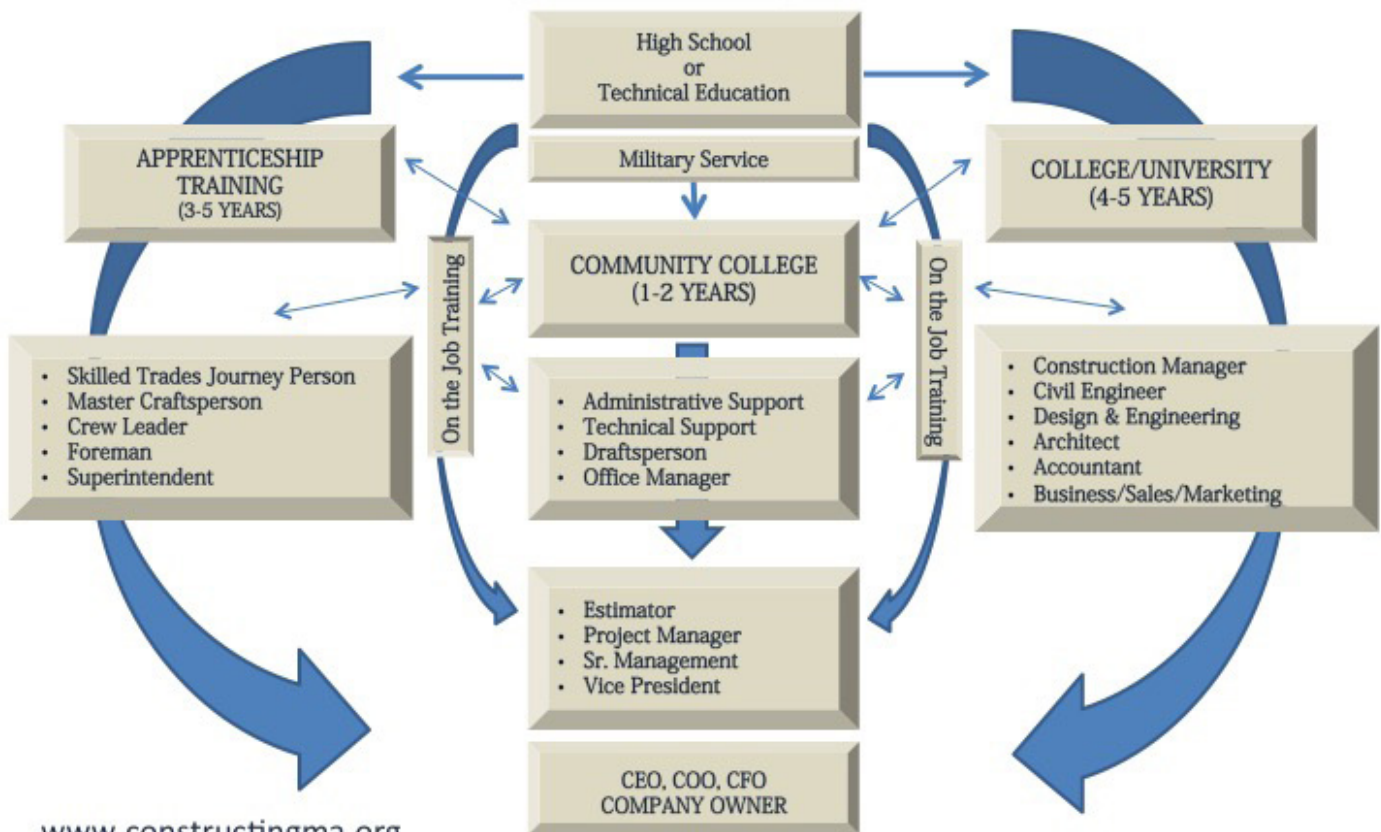 High School
or
Technical Education
Military Service
APPRENTICESHIP
TRAINING
(3-5 YEARS)
COLLEGE/UNIVERSITY
(4-5 YEARS)
COMMUNITY COLLEGE
(1-2 YEARS)
On the Job Training
On the Job Training
• Skilled Trades Journey Person
• Master Craftsperson
• Crew Leader
• Foreman
• Superintendent
• Administrative Support
• Technical Support
• Draftsperson
• Office Manager
• Construction Manager
• Civil Engineer
• Design & Engineering
• Architect
• Accountant
• Business/Sales/Marketing
• Estimator
• Project Manager
• Sr. Management
• Vice President
CEO, COO, CFO
COMPANY OWNER
www.constructingma.org